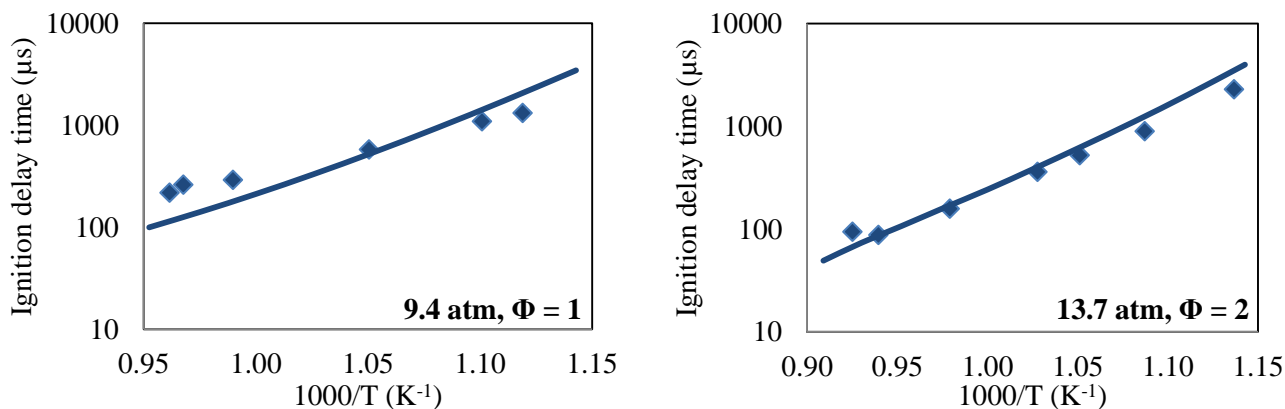 Ignition delay time (µs)
10000
1000
100
10
9.4 atm, Φ = 1
0.95 1.00 1.05 1.10 1.15
1000/T (K-1)
Ignition delay time (µs)
10000
1000
100
10
13.7 atm, Φ = 2
0.90 0.95 1.00 1.05 1.10 1.15
1000/T (K-1)